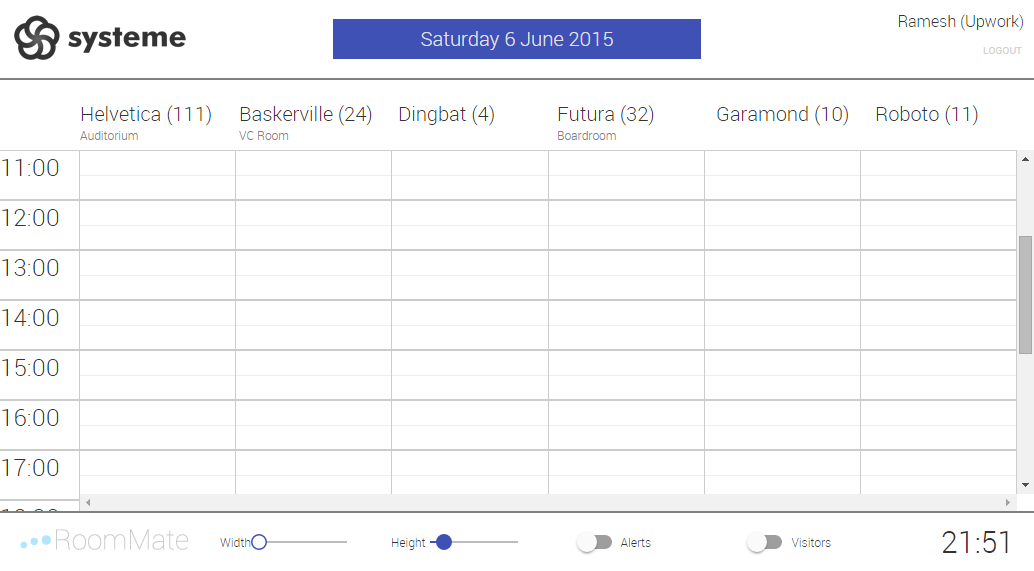 systeme
Saturday 6 June 2015
Ramesh (Upwork)
LOGOUT
Helvetica (111) Baskerville (24) Dingbat (4) Futura (32) Garamond (10) Roboto (11)
Auditorium VC Room Boardroom
11:00
12:00
13:00
14:00
15:00
16:00
17:00
RoomMate Width Height Alerts Visitors 21:51